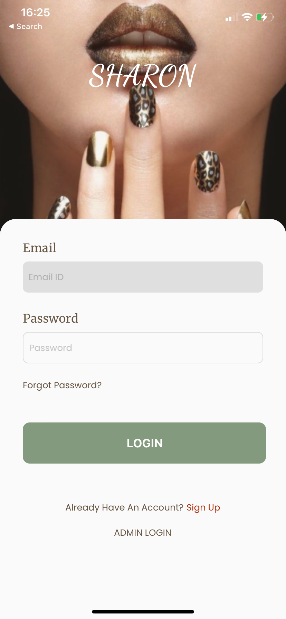 16:25
◀ Search
SHARON
Email
Email ID
Password
Password
Forgot Password?
LOGIN
Already Have An Account? Sign Up
ADMIN LOGIN